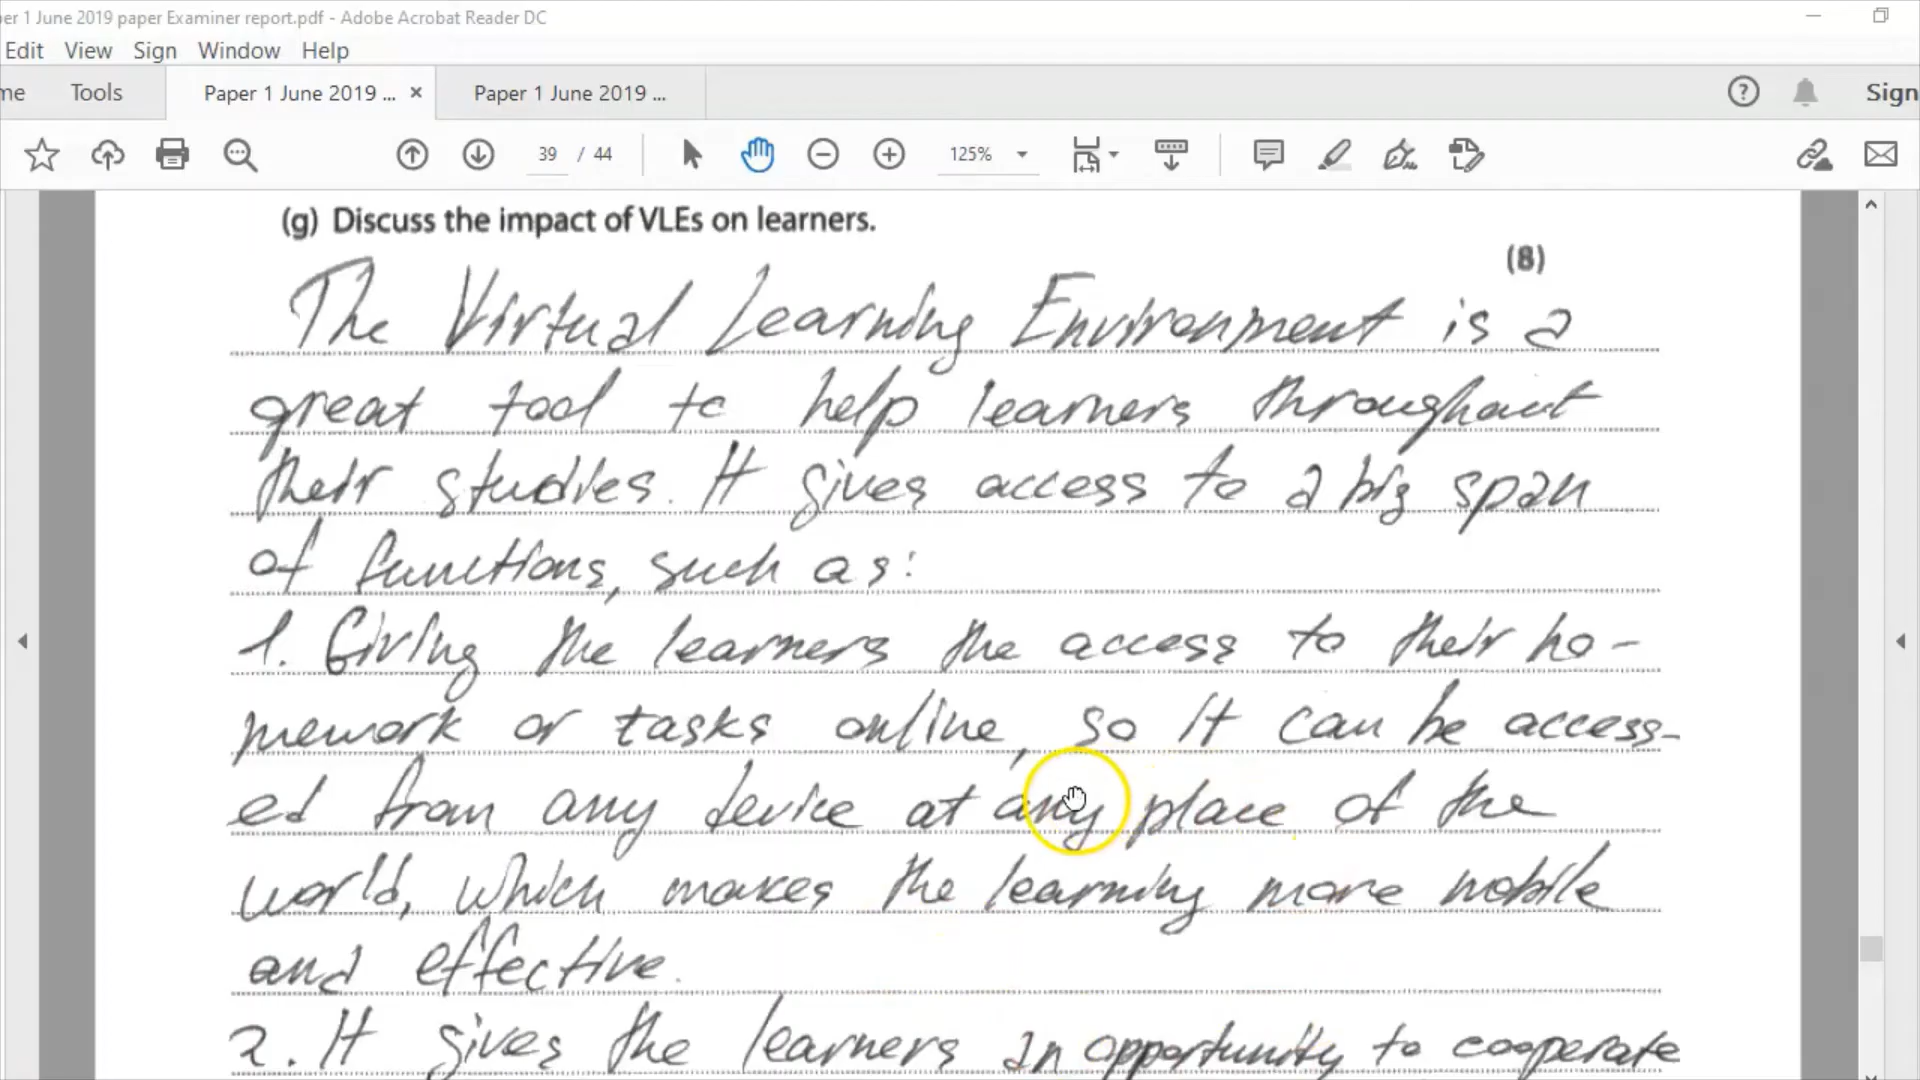 er 1 June 2019 paper Examiner report.pdf - Adobe Acrobat Reader DC
Edit View Sign Window Help
me Tools Paper 1 June 2019 ... × Paper 1 June 2019 ... Sign
39 / 44 125%
(g) Discuss the impact of VLEs on learners.
(8)
The Virtual Learning Environment is a
great tool to help learners throughout
their studies. It gives access to a big span
of functions, such as:
1. Giving the learners the access to their ho-
mework or tasks online, so it can be access-
ed from any device at any place of the
world, which makes the learning more mobile
and effective.
2. It gives the learners an opportunity to cooperate